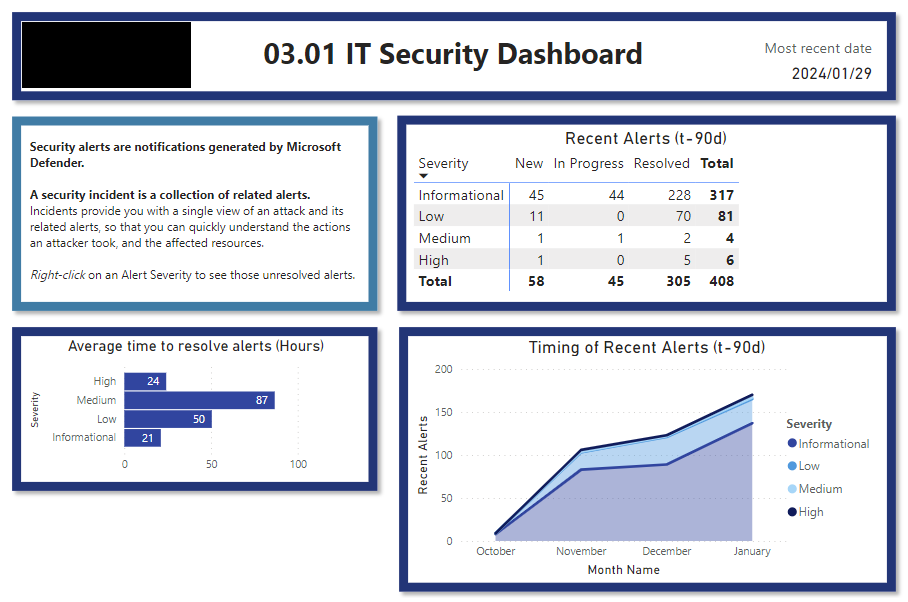 03.01 IT Security Dashboard
Most recent date
2024/01/29
Security alerts are notifications generated by Microsoft
Defender.
A security incident is a collection of related alerts.
Incidents provide you with a single view of an attack and its
related alerts, so that you can quickly understand the actions
an attacker took, and the affected resources.
Right-click on an Alert Severity to see those unresolved alerts.
Recent Alerts (t-90d)
Severity New In Progress Resolved Total
Informational 45 44 228 317
Low 11 0 70 81
Medium 1 1 2 4
High 1 0 5 6
Total 58 45 305 408
Average time to resolve alerts (Hours)
Severity
High 24
Medium 87
Low 50
Informational 21
0 50 100
Timing of Recent Alerts (t-90d)
Recent Alerts
200
150
100
50
0
October November December January
Month Name
Severity
Informational
Low
Medium
High